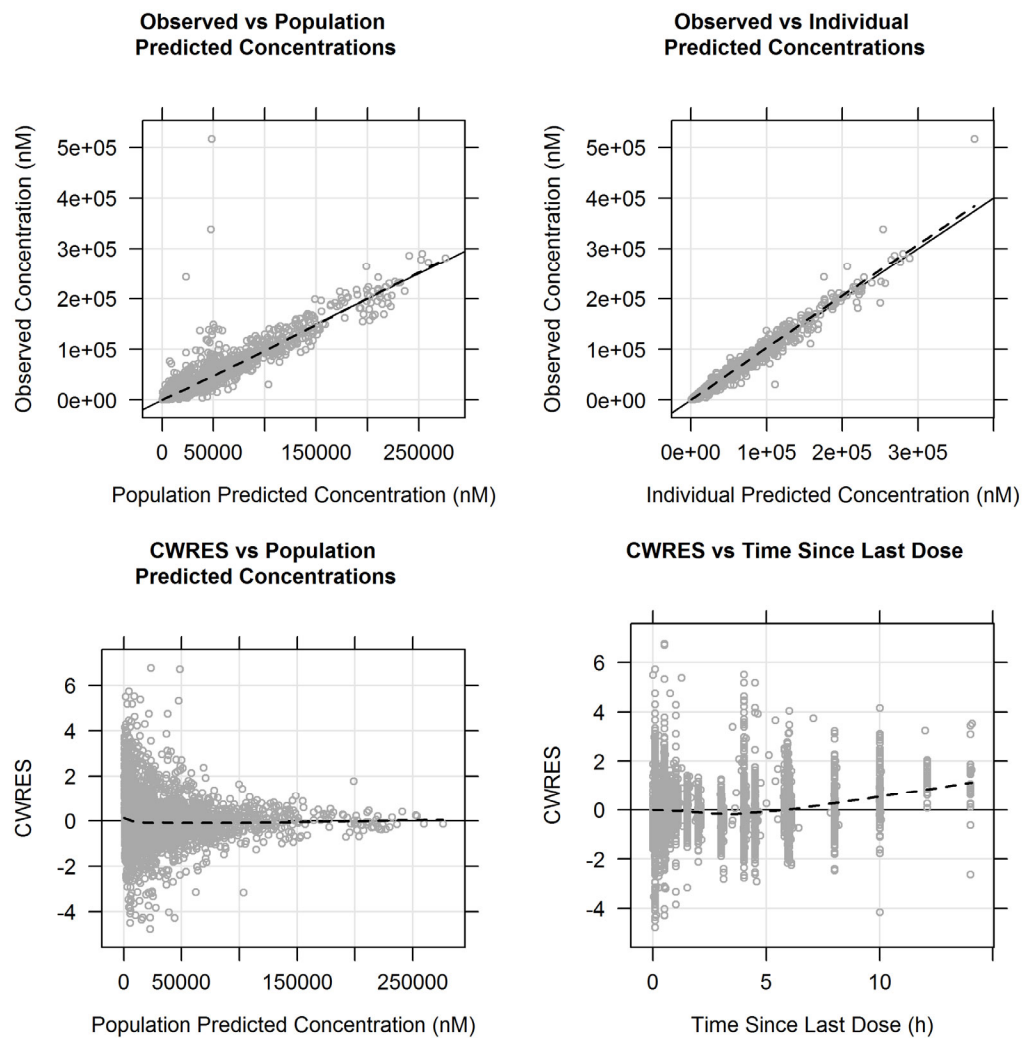 Observed vs Population
Predicted Concentrations
Observed Concentration (nM)
5e+05
4e+05
3e+05
2e+05
1e+05
0e+00
0 50000 150000 250000
Population Predicted Concentration (nM)
Observed vs Individual
Predicted Concentrations
Observed Concentration (nM)
5e+05
4e+05
3e+05
2e+05
1e+05
0e+00
0e+00 1e+05 2e+05 3e+05
Individual Predicted Concentration (nM)
CWRES vs Population
Predicted Concentrations
CWRES
6
4
2
0
-2
-4
0 50000 150000 250000
Population Predicted Concentration (nM)
CWRES vs Time Since Last Dose
CWRES
6
4
2
0
-2
-4
0 5 10
Time Since Last Dose (h)